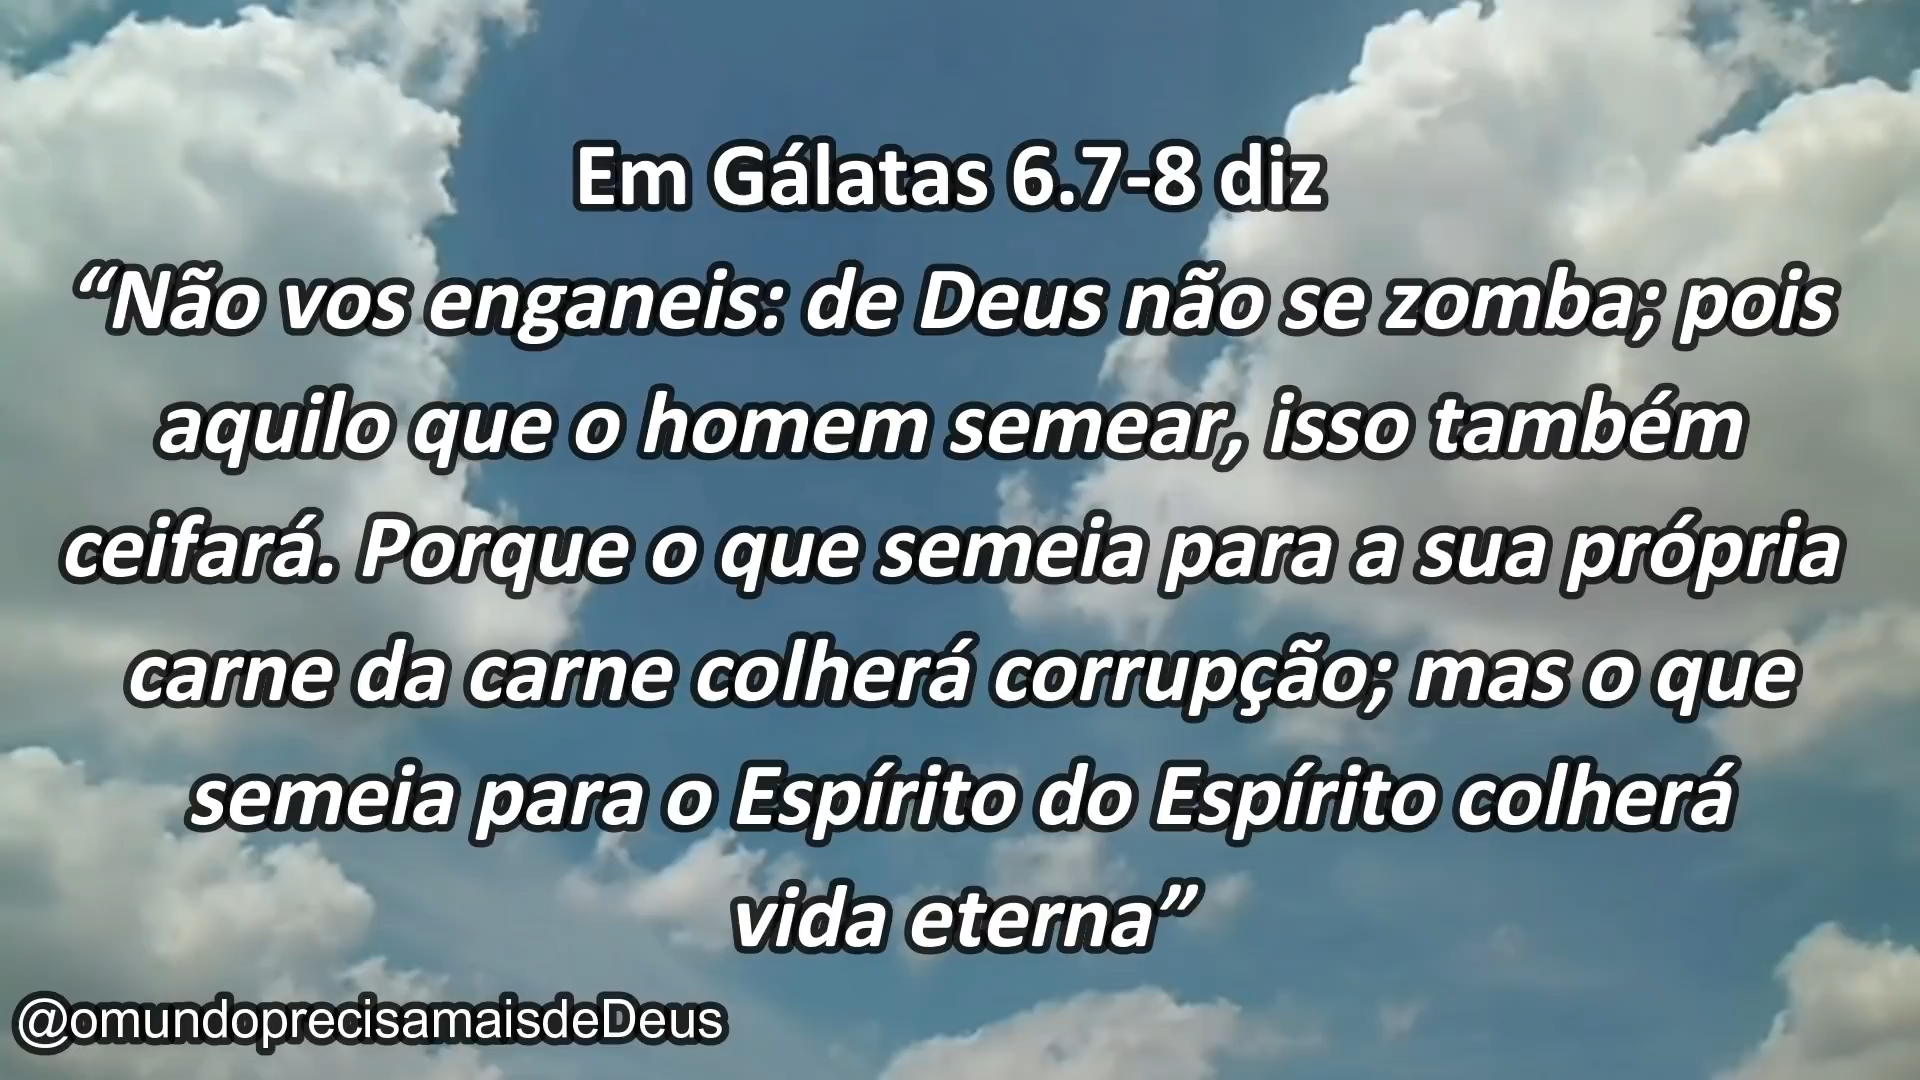 Em Gálatas 6.7-8 diz
“Não vos enganeis: de Deus não se zomba; pois
aquilo que o homem semear, isso também
ceifará. Porque o que semeia para a sua própria
carne da carne colherá corrupção; mas o que
semeia para o Espírito do Espírito colherá
vida eterna”
@omundoprecisamaisdeDeus